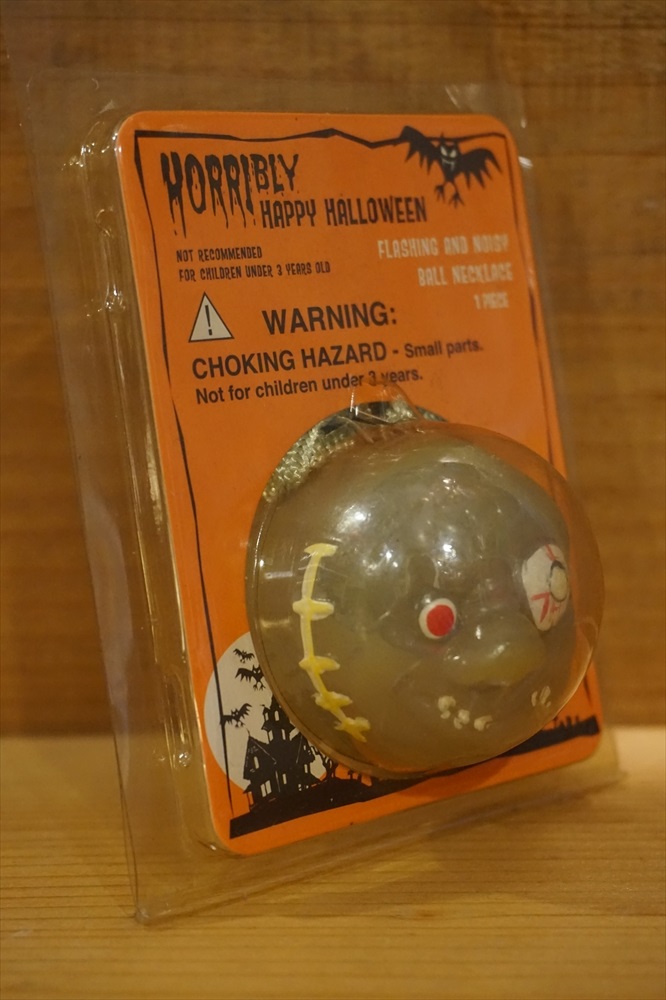 HORRIBLY
HAPPY HALLOWEEN
NOT RECOMMENDED
FOR CHILDREN UNDER 3 YEARS OLD
FLASHING AND NOISY
BALL NECKLACE
1 PIECE
WARNING:
CHOKING HAZARD - Small parts.
Not for children under 3 years.